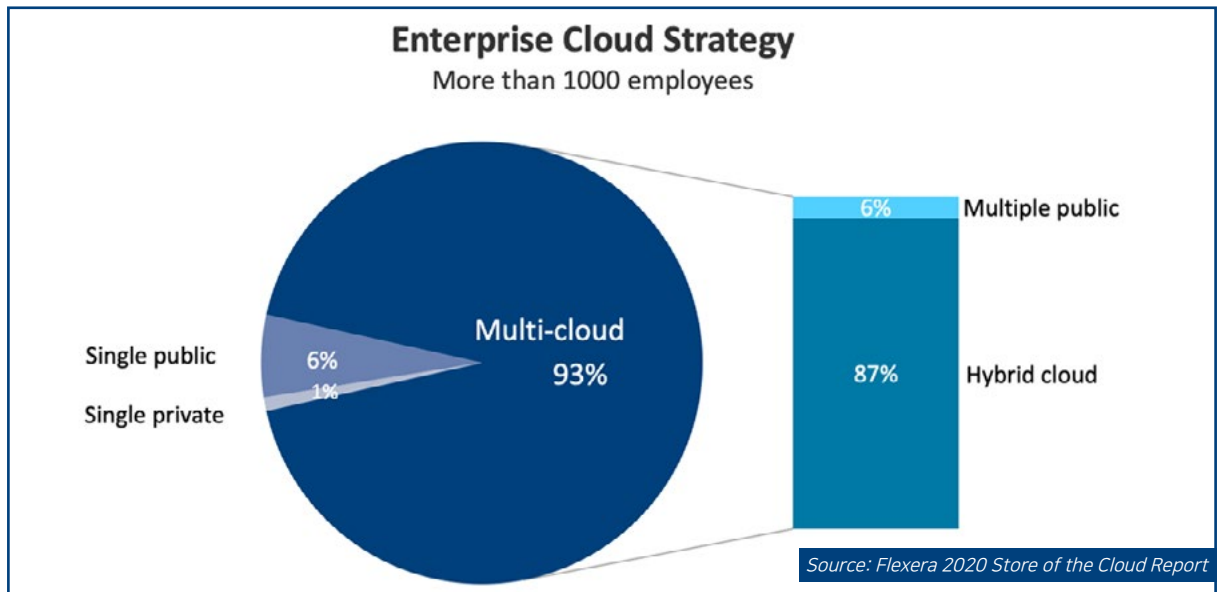 Enterprise Cloud Strategy
More than 1000 employees
6%
Multiple public
Multi-cloud
93%
Single public
6%
1%
Single private
87%
Hybrid cloud
Source: Flexera 2020 Store of the Cloud Report